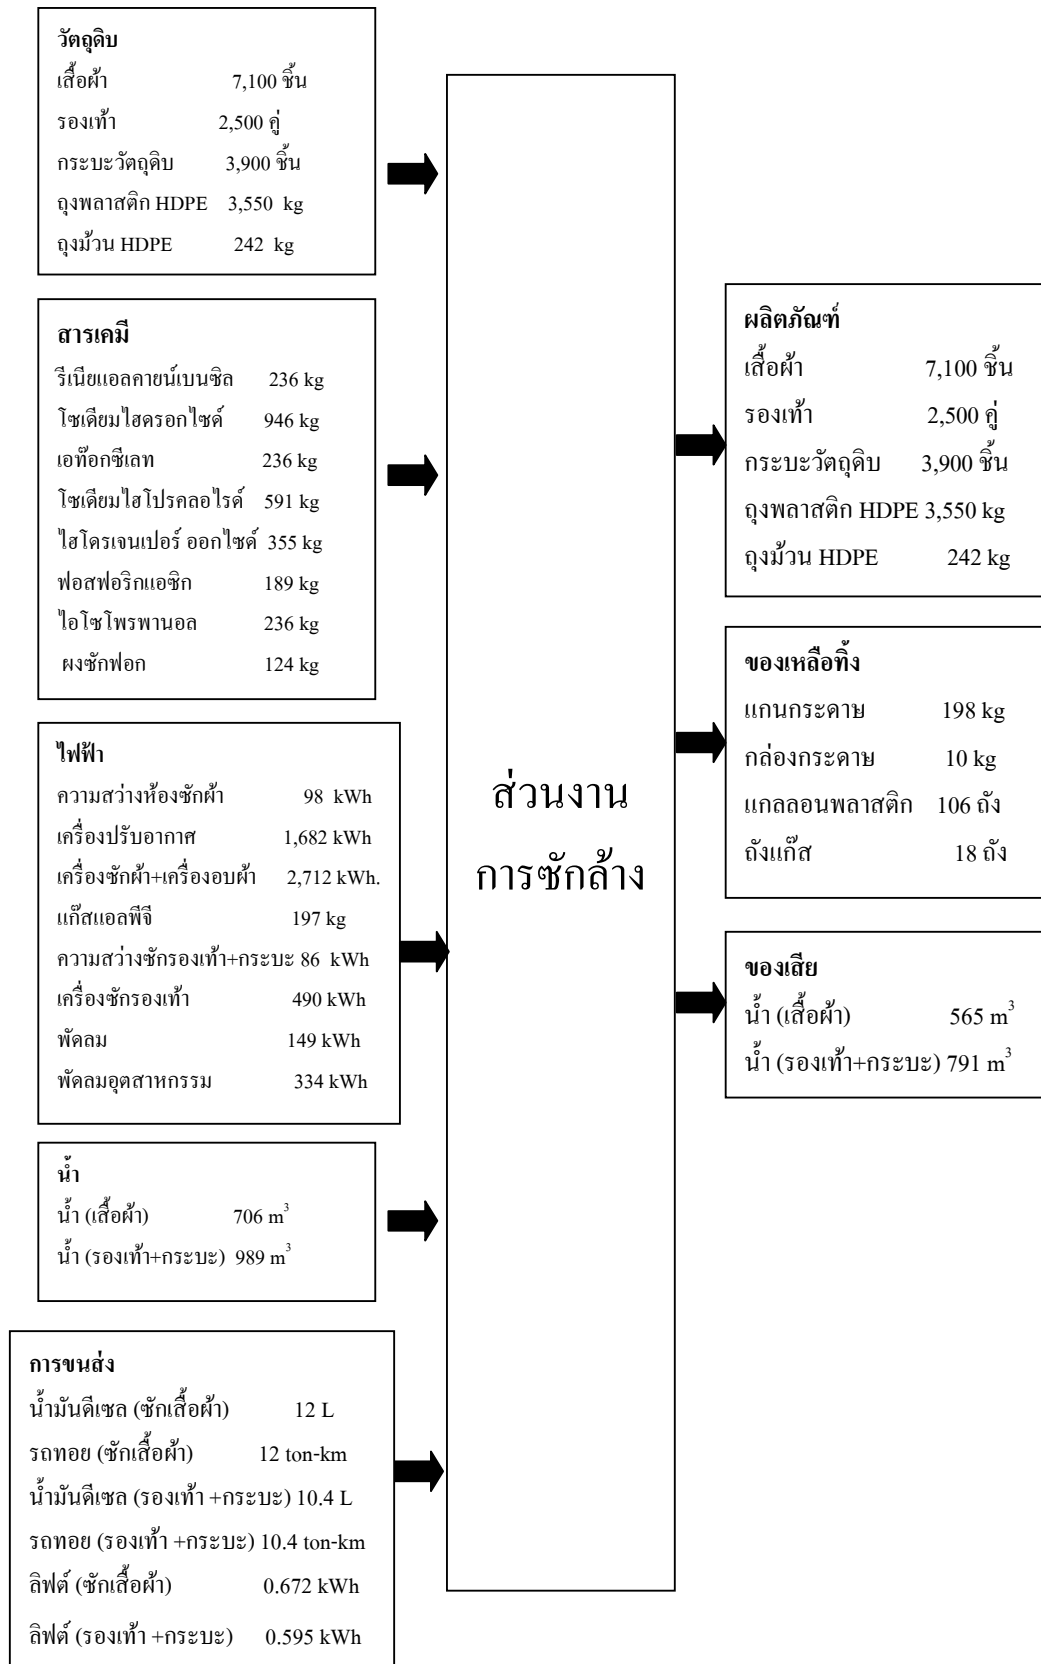 วัตถุดิบ
เสื้อผ้า 7,100 ชิ้น
รองเท้า 2,500 คู่
กระบะวัตถุดิบ 3,900 ชิ้น
ถุงพลาสติก HDPE 3,550 kg
ถุงม้วน HDPE 242 kg
สารเคมี
รีเนียแอลคายน์เบนซิล 236 kg
โซเดียมไฮดรอกไซด์ 946 kg
เอท๊อกซีเลท 236 kg
โซเดียมไฮโปรคลอไรด์ 591 kg
ไฮโดรเจนเปอร์ ออกไซด์ 355 kg
ฟอสฟอริกแอซิก 189 kg
ไอโซโพรพานอล 236 kg
ผงซักฟอก 124 kg
ไฟฟ้า
ความสว่างห้องซักผ้า 98 kWh
เครื่องปรับอากาศ 1,682 kWh
เครื่องซักผ้า+เครื่องอบผ้า 2,712 kWh.
แก๊สแอลพีจี 197 kg
ความสว่างซักรองเท้า+กระบะ 86 kWh
เครื่องซักรองเท้า 490 kWh
พัดลม 149 kWh
พัดลมอุตสาหกรรม 334 kWh
น้ำ
น้ำ (เสื้อผ้า) 706 m³
น้ำ (รองเท้า+กระบะ) 989 m³
การขนส่ง
น้ำมันดีเซล (ซักเสื้อผ้า) 12 L
รถทอย (ซักเสื้อผ้า) 12 ton-km
น้ำมันดีเซล (รองเท้า +กระบะ) 10.4 L
รถทอย (รองเท้า +กระบะ) 10.4 ton-km
ลิฟต์ (ซักเสื้อผ้า) 0.672 kWh
ลิฟต์ (รองเท้า +กระบะ) 0.595 kWh
ส่วนงาน
การซักล้าง
ผลิตภัณฑ์
เสื้อผ้า 7,100 ชิ้น
รองเท้า 2,500 คู่
กระบะวัตถุดิบ 3,900 ชิ้น
ถุงพลาสติก HDPE 3,550 kg
ถุงม้วน HDPE 242 kg
ของเหลือทิ้ง
แกนกระดาษ 198 kg
กล่องกระดาษ 10 kg
แกลลอนพลาสติก 106 ถัง
ถังแก๊ส 18 ถัง
ของเสีย
น้ำ (เสื้อผ้า) 565 m³
น้ำ (รองเท้า+กระบะ) 791 m³